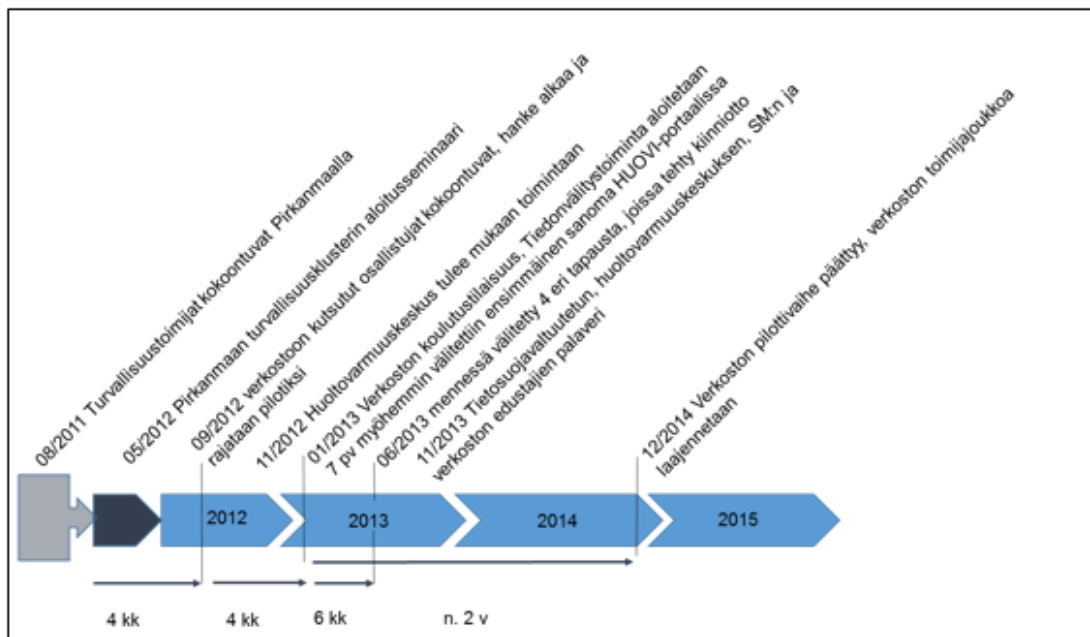 08/2011 Turvallisuustoimijat kokoontuvat Pirkanmaalla
05/2012 Pirkanmaan turvallisuusklusterin aloitusseminaari
09/2012 verkostoon kutsutut osallistujat kokoontuvat, hanke alkaa ja
rajataan pilotiksi
11/2012 Huoltovarmuuskeskus tulee mukaan toimintaan
01/2013 Verkoston koulutustilaisuus, Tiedonvälitystoiminta aloitetaan
7 pv myöhemmin välitettiin ensimmäinen sanoma HUOVI-portaalissa
06/2013 mennessä välitetty 4 eri tapausta, joissa tehty kiinniotto
11/2013 Tietosuojavaltuutetun, huoltovarmuuskeskuksen, SM:n ja
verkoston edustajien palaveri
12/2014 Verkoston pilottivaihe päättyy, verkoston toimijajoukkoa
laajennetaan
2012
2013
2014
2015
4 kk
4 kk
6 kk
n. 2 v